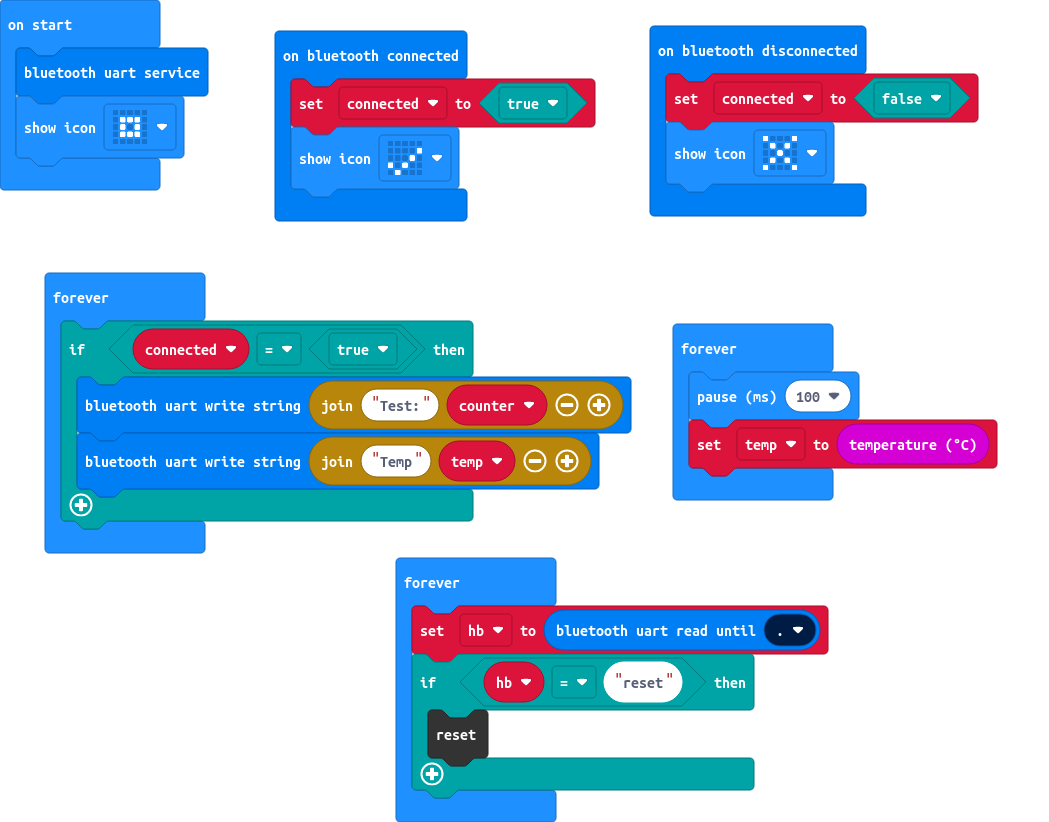 on start
bluetooth uart service
show icon
on bluetooth connected
set connected to true
show icon
on bluetooth disconnected
set connected to false
show icon
forever
if connected = true then
bluetooth uart write string join "Test:" counter
bluetooth uart write string join "Temp" temp
forever
pause (ms) 100
set temp to temperature (°C)
forever
set hb to bluetooth uart read until .
if hb = "reset" then
reset